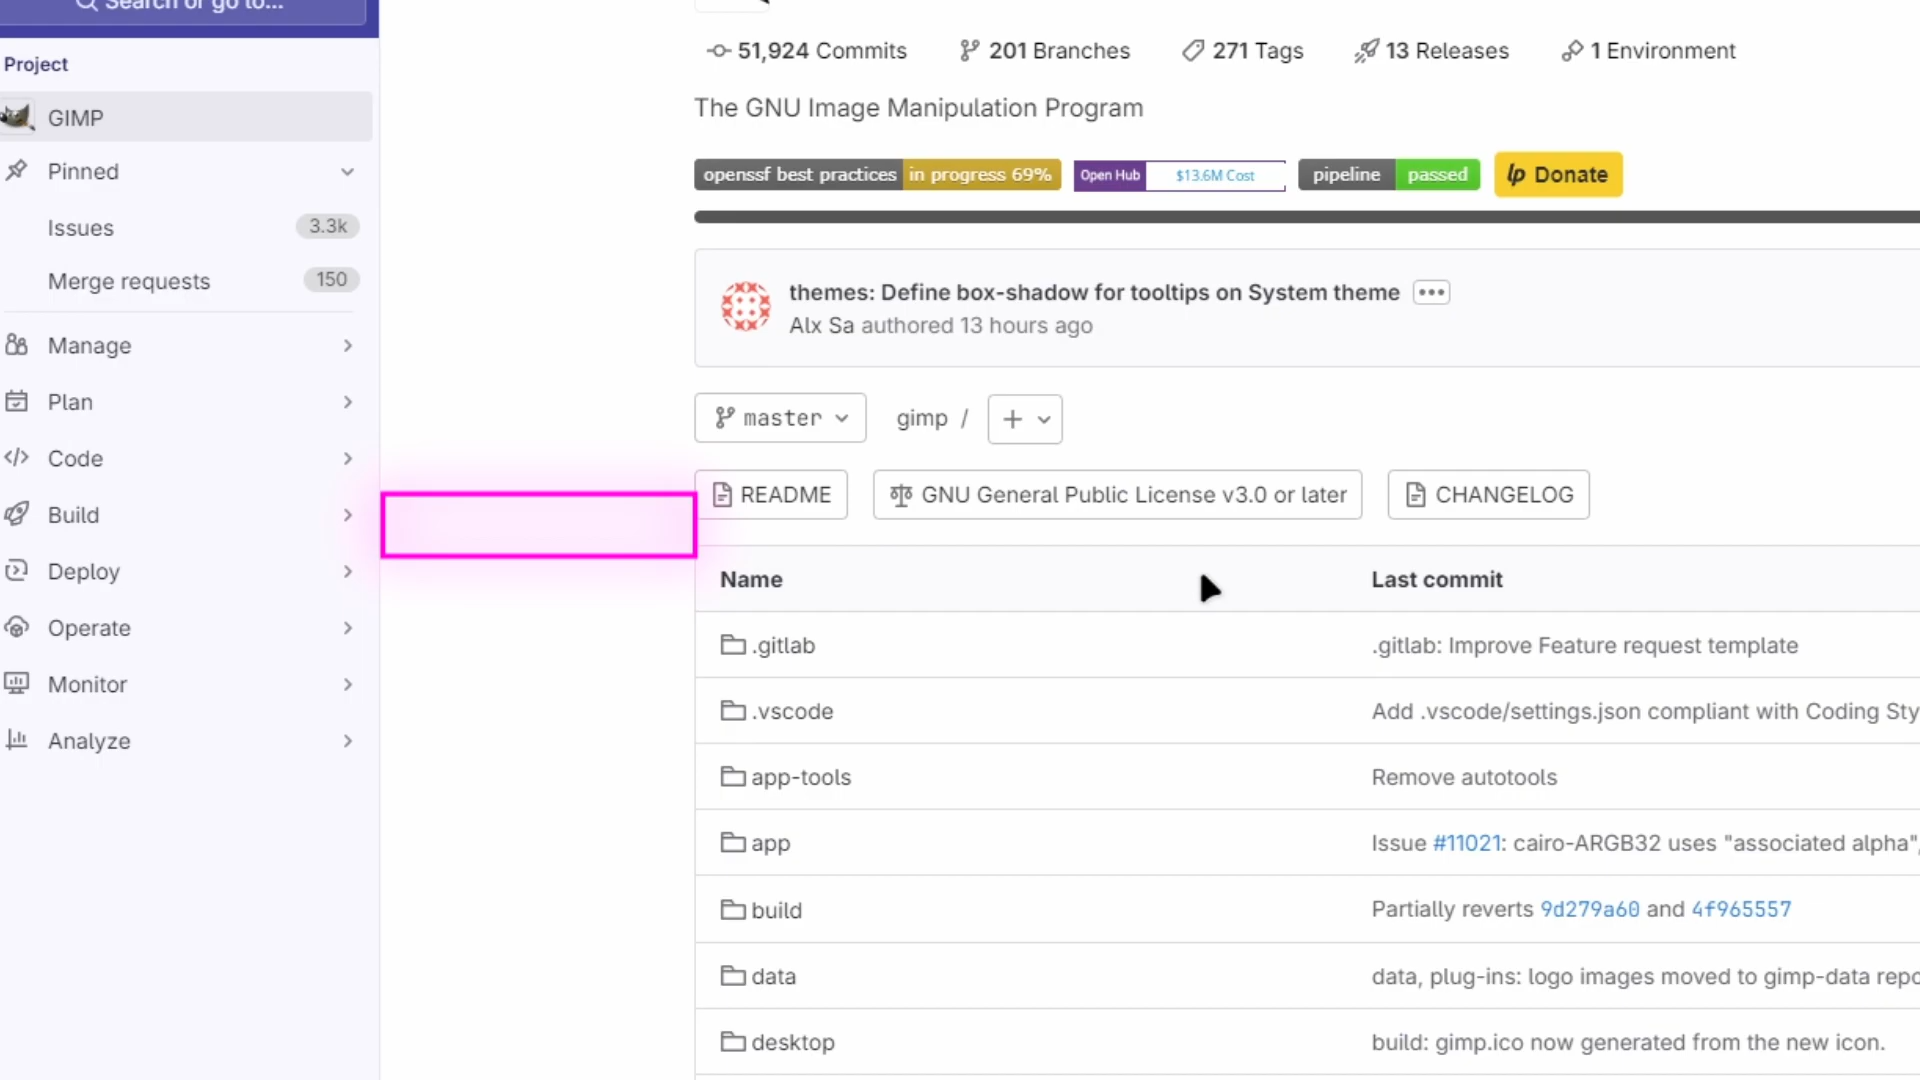 Search or go to...
Project
GIMP
Pinned
Issues 3.3k
Merge requests 150
Manage
Plan
Code
Build
Deploy
Operate
Monitor
Analyze
51,924 Commits 201 Branches 271 Tags 13 Releases 1 Environment
The GNU Image Manipulation Program
openssf best practices in progress 69% Open Hub $13.6M Cost pipeline passed lp Donate
themes: Define box-shadow for tooltips on System theme
Alx Sa authored 13 hours ago
master gimp / +
README GNU General Public License v3.0 or later CHANGELOG
Name Last commit
.gitlab .gitlab: Improve Feature request template
.vscode Add .vscode/settings.json compliant with Coding Sty
app-tools Remove autotools
app Issue #11021: cairo-ARGB32 uses "associated alpha",
build Partially reverts 9d279a60 and 4f965557
data data, plug-ins: logo images moved to gimp-data repo
desktop build: gimp.ico now generated from the new icon.